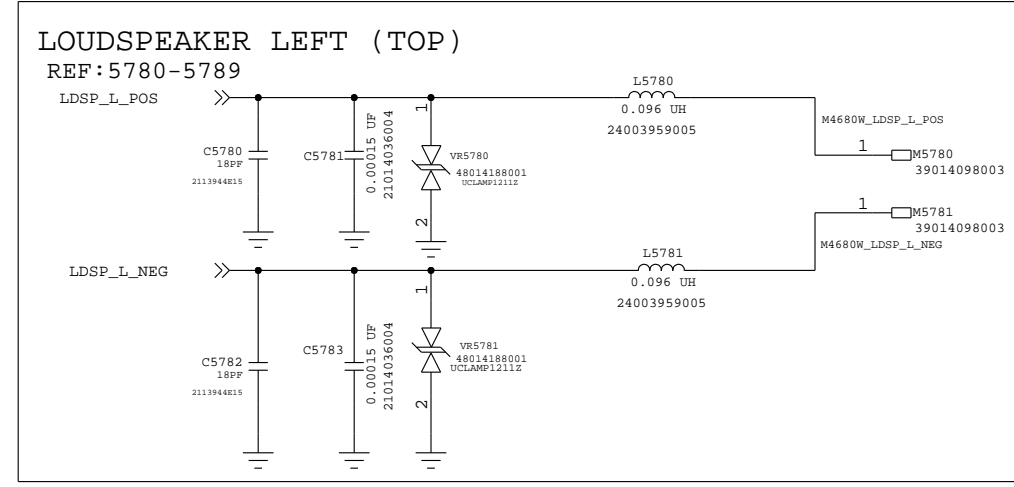 LOUDSPEAKER LEFT (TOP)
REF:5780-5789
LDSP_L_POS
C5780
18PF
2113944E15
C5781
0.00015 UF
21014036004
1
VR5780
48014188001
UCLAMP1211Z
2
L5780
0.096 UH
24003959005
M4680W_LDSP_L_POS
1
M5780
39014098003
1
M5781
39014098003
M4680W_LDSP_L_NEG
LDSP_L_NEG
C5782
18PF
2113944E15
C5783
0.00015 UF
21014036004
1
VR5781
48014188001
UCLAMP1211Z
2
L5781
0.096 UH
24003959005